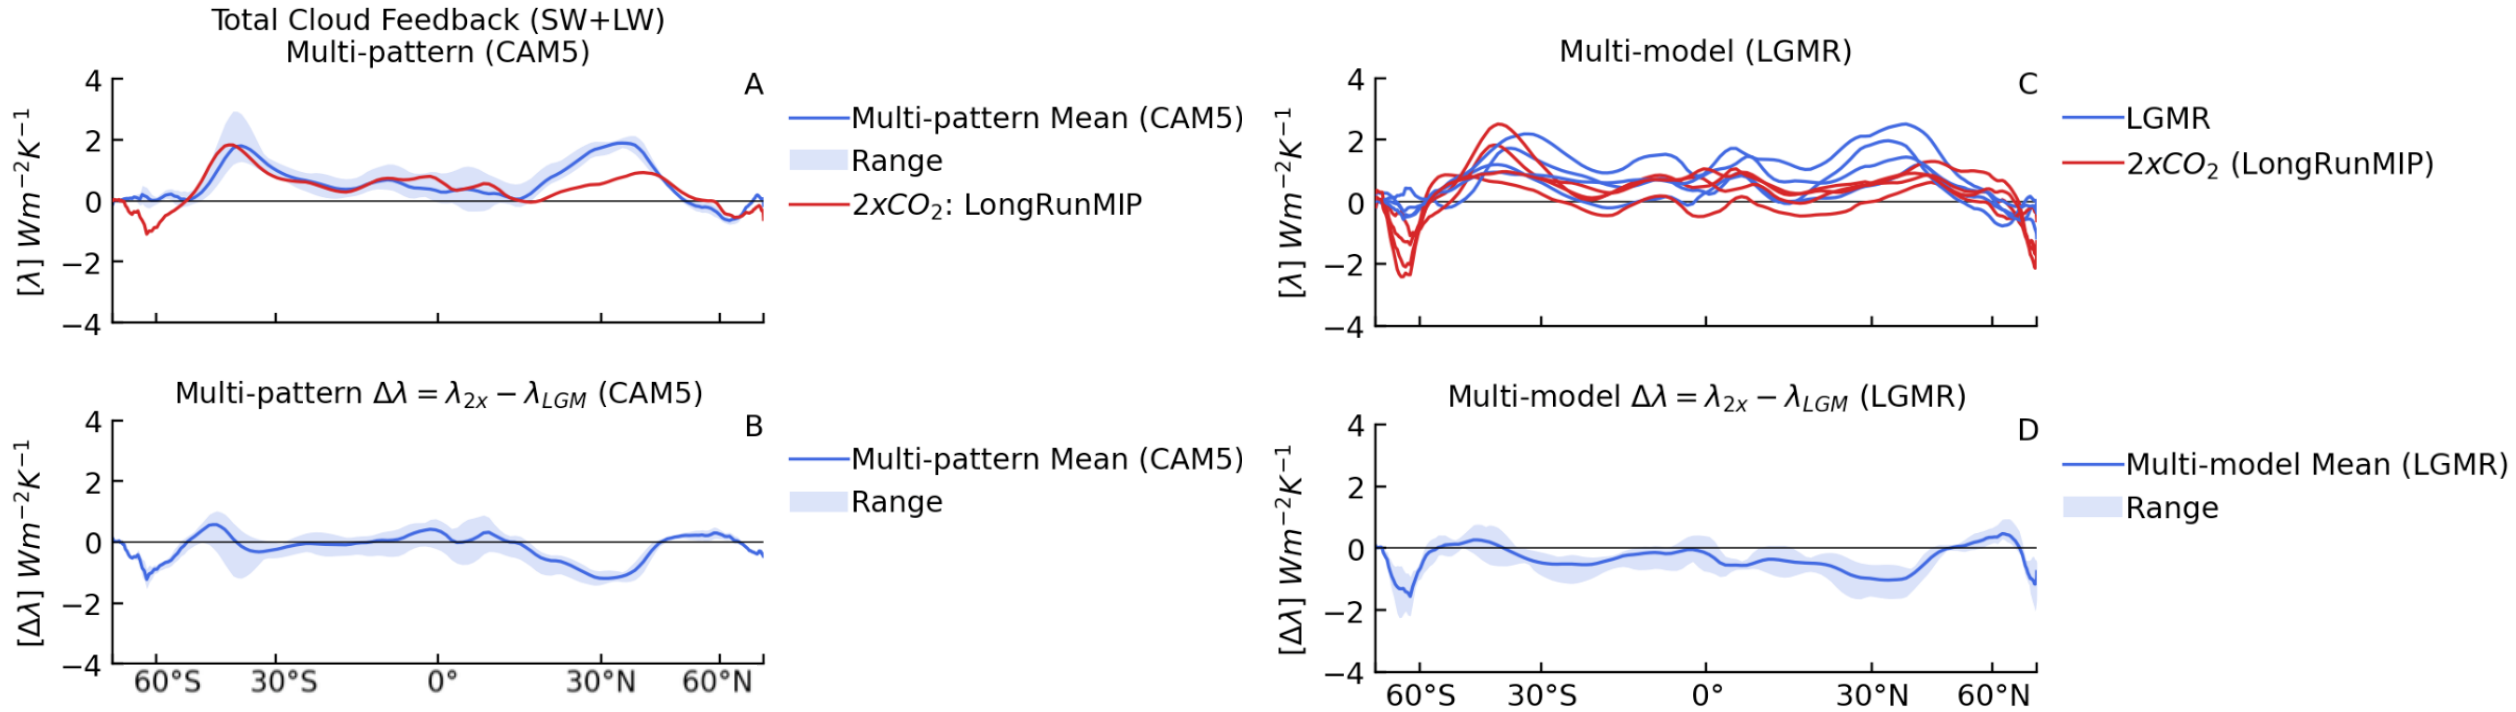 Total Cloud Feedback (SW+LW)
Multi-pattern (CAM5)
A
4
2
0
−2
−4
[λ] Wm⁻²K⁻¹
Multi-pattern Mean (CAM5)
Range
2xCO₂: LongRunMIP
Multi-model (LGMR)
C
4
2
0
−2
−4
[λ] Wm⁻²K⁻¹
LGMR
2xCO₂ (LongRunMIP)
Multi-pattern Δλ = λ₂ₓ − λ_LGM (CAM5)
B
4
2
0
−2
−4
[Δλ] Wm⁻²K⁻¹
60°S 30°S 0° 30°N 60°N
Multi-pattern Mean (CAM5)
Range
Multi-model Δλ = λ₂ₓ − λ_LGM (LGMR)
D
4
2
0
−2
−4
[Δλ] Wm⁻²K⁻¹
60°S 30°S 0° 30°N 60°N
Multi-model Mean (LGMR)
Range